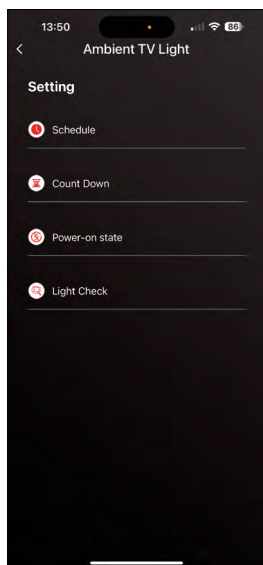 13:50
86
Ambient TV Light
Setting
Schedule
Count Down
Power-on state
Light Check